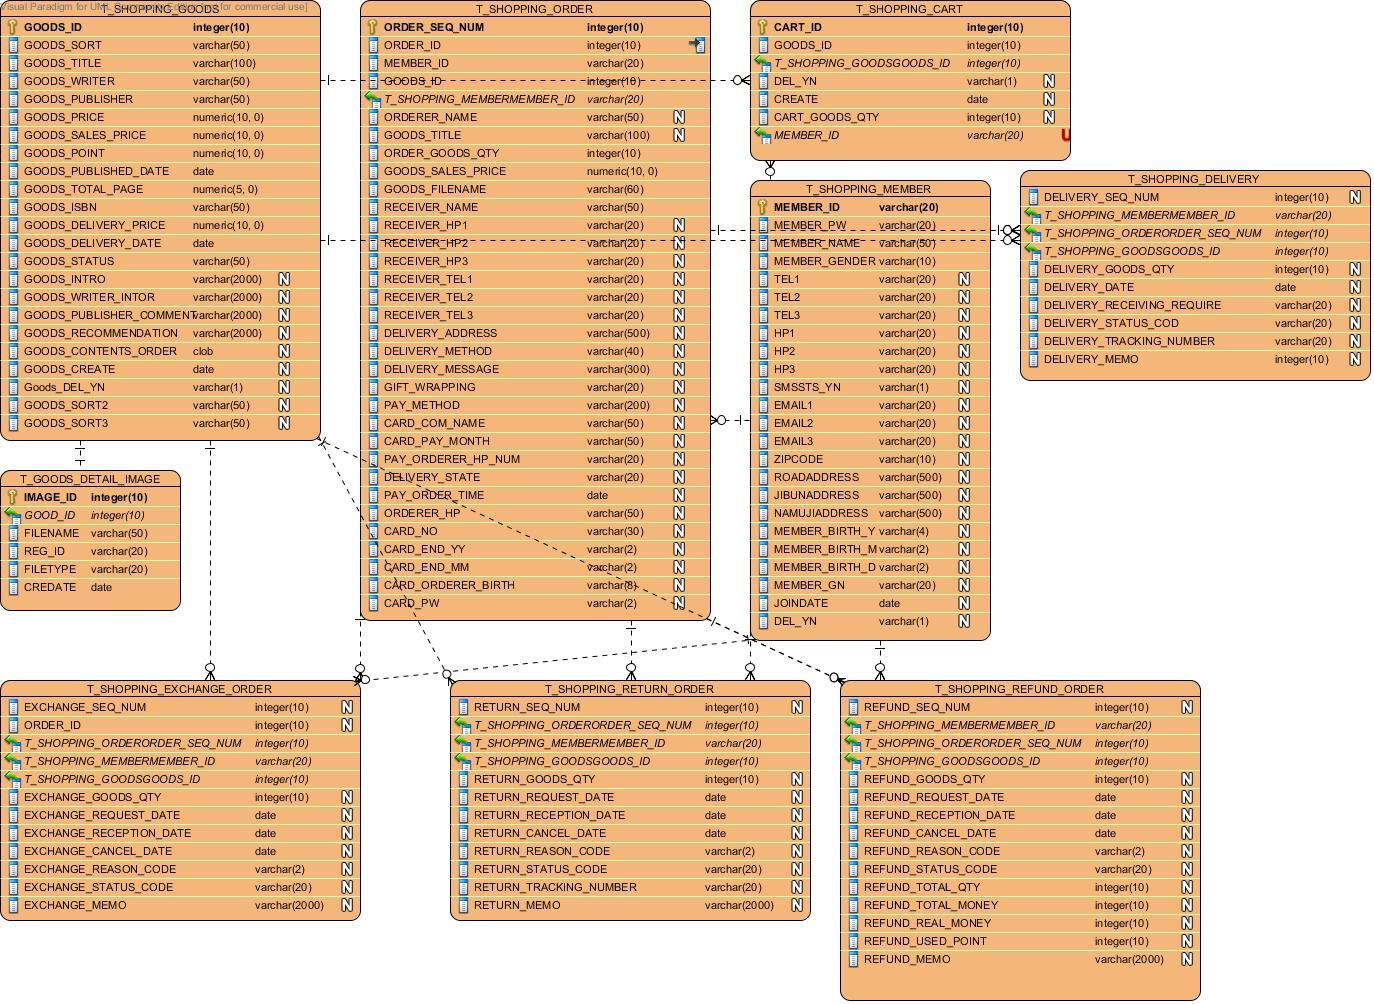 Visual Paradigm for UML
for commercial use]
T_SHOPPING_GOODS
GOODS_ID integer(10)
GOODS_SORT varchar(50)
GOODS_TITLE varchar(100)
GOODS_WRITER varchar(50)
GOODS_PUBLISHER varchar(50)
GOODS_PRICE numeric(10, 0)
GOODS_SALES_PRICE numeric(10, 0)
GOODS_POINT numeric(10, 0)
GOODS_PUBLISHED_DATE date
GOODS_TOTAL_PAGE numeric(5, 0)
GOODS_ISBN varchar(50)
GOODS_DELIVERY_PRICE numeric(10, 0)
GOODS_DELIVERY_DATE date
GOODS_STATUS varchar(50)
GOODS_INTRO varchar(2000) N
GOODS_WRITER_INTOR varchar(2000) N
GOODS_PUBLISHER_COMMENT varchar(2000) N
GOODS_RECOMMENDATION varchar(2000) N
GOODS_CONTENTS_ORDER clob N
GOODS_CREATE date N
Goods_DEL_YN varchar(1) N
GOODS_SORT2 varchar(50) N
GOODS_SORT3 varchar(50) N
T_SHOPPING_ORDER
ORDER_SEQ_NUM integer(10)
ORDER_ID integer(10)
MEMBER_ID varchar(20)
GOODS_ID integer(10)
T_SHOPPING_MEMBERMEMBER_ID varchar(20)
ORDERER_NAME varchar(50) N
GOODS_TITLE varchar(100) N
ORDER_GOODS_QTY integer(10)
GOODS_SALES_PRICE numeric(10, 0)
GOODS_FILENAME varchar(60)
RECEIVER_NAME varchar(50)
RECEIVER_HP1 varchar(20) N
RECEIVER_HP2 varchar(20) N
RECEIVER_HP3 varchar(20) N
RECEIVER_TEL1 varchar(20) N
RECEIVER_TEL2 varchar(20) N
RECEIVER_TEL3 varchar(20) N
DELIVERY_ADDRESS varchar(500) N
DELIVERY_METHOD varchar(40) N
DELIVERY_MESSAGE varchar(300) N
GIFT_WRAPPING varchar(20) N
PAY_METHOD varchar(200) N
CARD_COM_NAME varchar(50) N
CARD_PAY_MONTH varchar(50) N
PAY_ORDERER_HP_NUM varchar(20) N
DELIVERY_STATE varchar(20) N
PAY_ORDER_TIME date N
ORDERER_HP varchar(50) N
CARD_NO varchar(30) N
CARD_END_YY varchar(2) N
CARD_END_MM varchar(2) N
CARD_ORDERER_BIRTH varchar(8) N
CARD_PW varchar(2) N
T_SHOPPING_CART
CART_ID integer(10)
GOODS_ID integer(10)
T_SHOPPING_GOODSGOODS_ID integer(10)
DEL_YN varchar(1) N
CREATE date N
CART_GOODS_QTY integer(10) N
MEMBER_ID varchar(20) U
T_SHOPPING_MEMBER
MEMBER_ID varchar(20)
MEMBER_PW varchar(20)
MEMBER_NAME varchar(50)
MEMBER_GENDER varchar(10)
TEL1 varchar(20) N
TEL2 varchar(20) N
TEL3 varchar(20) N
HP1 varchar(20) N
HP2 varchar(20) N
HP3 varchar(20) N
SMSSTS_YN varchar(1) N
EMAIL1 varchar(20) N
EMAIL2 varchar(20) N
EMAIL3 varchar(20) N
ZIPCODE varchar(10) N
ROADADDRESS varchar(500) N
JIBUNADDRESS varchar(500) N
NAMUJIADDRESS varchar(500) N
MEMBER_BIRTH_Y varchar(4) N
MEMBER_BIRTH_M varchar(2) N
MEMBER_BIRTH_D varchar(2) N
MEMBER_GN varchar(20) N
JOINDATE date N
DEL_YN varchar(1) N
T_SHOPPING_DELIVERY
DELIVERY_SEQ_NUM integer(10) N
T_SHOPPING_MEMBERMEMBER_ID varchar(20)
T_SHOPPING_ORDERORDER_SEQ_NUM integer(10)
T_SHOPPING_GOODSGOODS_ID integer(10)
DELIVERY_GOODS_QTY integer(10) N
DELIVERY_DATE date N
DELIVERY_RECEIVING_REQUIRE varchar(20) N
DELIVERY_STATUS_COD varchar(20) N
DELIVERY_TRACKING_NUMBER varchar(20) N
DELIVERY_MEMO integer(10) N
T_GOODS_DETAIL_IMAGE
IMAGE_ID integer(10)
GOOD_ID integer(10)
FILENAME varchar(50)
REG_ID varchar(20)
FILETYPE varchar(20)
CREDATE date
T_SHOPPING_EXCHANGE_ORDER
EXCHANGE_SEQ_NUM integer(10) N
ORDER_ID integer(10) N
T_SHOPPING_ORDERORDER_SEQ_NUM integer(10)
T_SHOPPING_MEMBERMEMBER_ID varchar(20)
T_SHOPPING_GOODSGOODS_ID integer(10)
EXCHANGE_GOODS_QTY integer(10) N
EXCHANGE_REQUEST_DATE date N
EXCHANGE_RECEPTION_DATE date N
EXCHANGE_CANCEL_DATE date N
EXCHANGE_REASON_CODE varchar(2) N
EXCHANGE_STATUS_CODE varchar(20) N
EXCHANGE_MEMO varchar(2000) N
T_SHOPPING_RETURN_ORDER
RETURN_SEQ_NUM integer(10) N
T_SHOPPING_ORDERORDER_SEQ_NUM integer(10)
T_SHOPPING_MEMBERMEMBER_ID varchar(20)
T_SHOPPING_GOODSGOODS_ID integer(10)
RETURN_GOODS_QTY integer(10) N
RETURN_REQUEST_DATE date N
RETURN_RECEPTION_DATE date N
RETURN_CANCEL_DATE date N
RETURN_REASON_CODE varchar(2) N
RETURN_STATUS_CODE varchar(20) N
RETURN_TRACKING_NUMBER varchar(20) N
RETURN_MEMO varchar(2000) N
T_SHOPPING_REFUND_ORDER
REFUND_SEQ_NUM integer(10) N
T_SHOPPING_MEMBERMEMBER_ID varchar(20)
T_SHOPPING_ORDERORDER_SEQ_NUM integer(10)
T_SHOPPING_GOODSGOODS_ID integer(10)
REFUND_GOODS_QTY integer(10) N
REFUND_REQUEST_DATE date N
REFUND_RECEPTION_DATE date N
REFUND_CANCEL_DATE date N
REFUND_REASON_CODE varchar(2) N
REFUND_STATUS_CODE varchar(20) N
REFUND_TOTAL_QTY integer(10) N
REFUND_TOTAL_MONEY integer(10) N
REFUND_REAL_MONEY integer(10) N
REFUND_USED_POINT integer(10) N
REFUND_MEMO varchar(2000) N